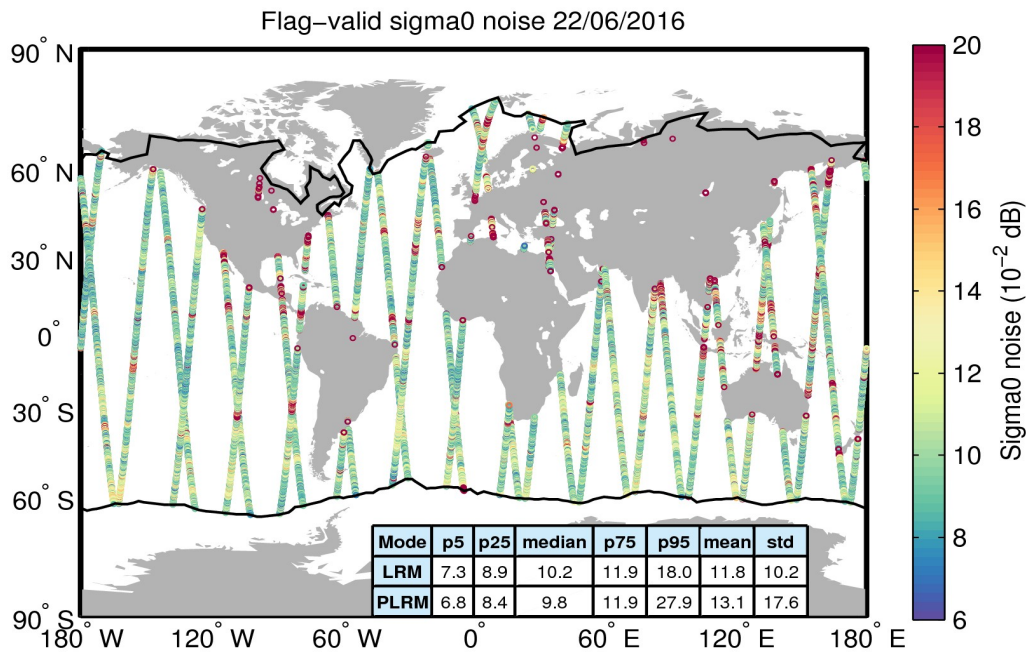 Flag−valid sigma0 noise 22/06/2016
90° N
60° N
30° N
0°
30° S
60° S
90° S
180° W
120° W
60° W
0°
60° E
120° E
180° E
20
18
16
14
12
10
8
6
Sigma0 noise (10⁻² dB)
Mode p5 p25 median p75 p95 mean std
LRM 7.3 8.9 10.2 11.9 18.0 11.8 10.2
PLRM 6.8 8.4 9.8 11.9 27.9 13.1 17.6